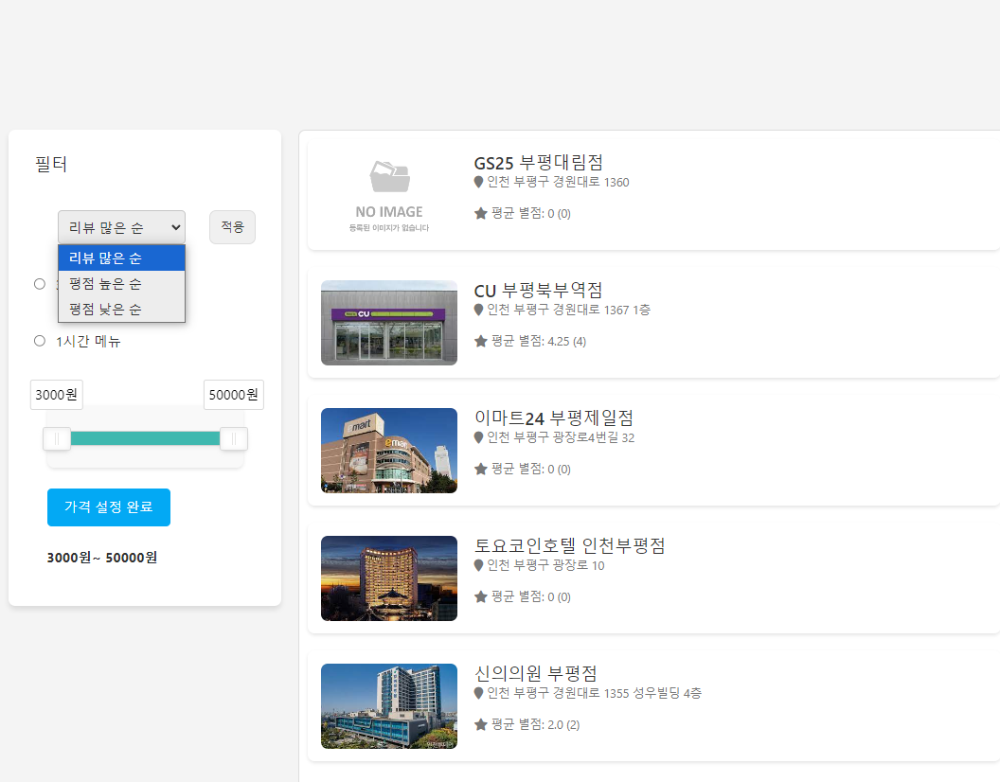 필터
리뷰 많은 순
적용
리뷰 많은 순
평점 높은 순
평점 낮은 순
1시간 메뉴
3000원
50000원
가격 설정 완료
3000원~ 50000원
NO IMAGE
등록된 이미지가 없습니다
GS25 부평대림점
인천 부평구 경원대로 1360
평균 별점: 0 (0)
CU
CU 부평북부역점
인천 부평구 경원대로 1367 1층
평균 별점: 4.25 (4)
emart
emart
이마트24 부평제일점
인천 부평구 광장로4번길 32
평균 별점: 0 (0)
토요코인호텔 인천부평점
인천 부평구 광장로 10
평균 별점: 0 (0)
신의의원 부평점
인천 부평구 경원대로 1355 성우빌딩 4층
평균 별점: 2.0 (2)